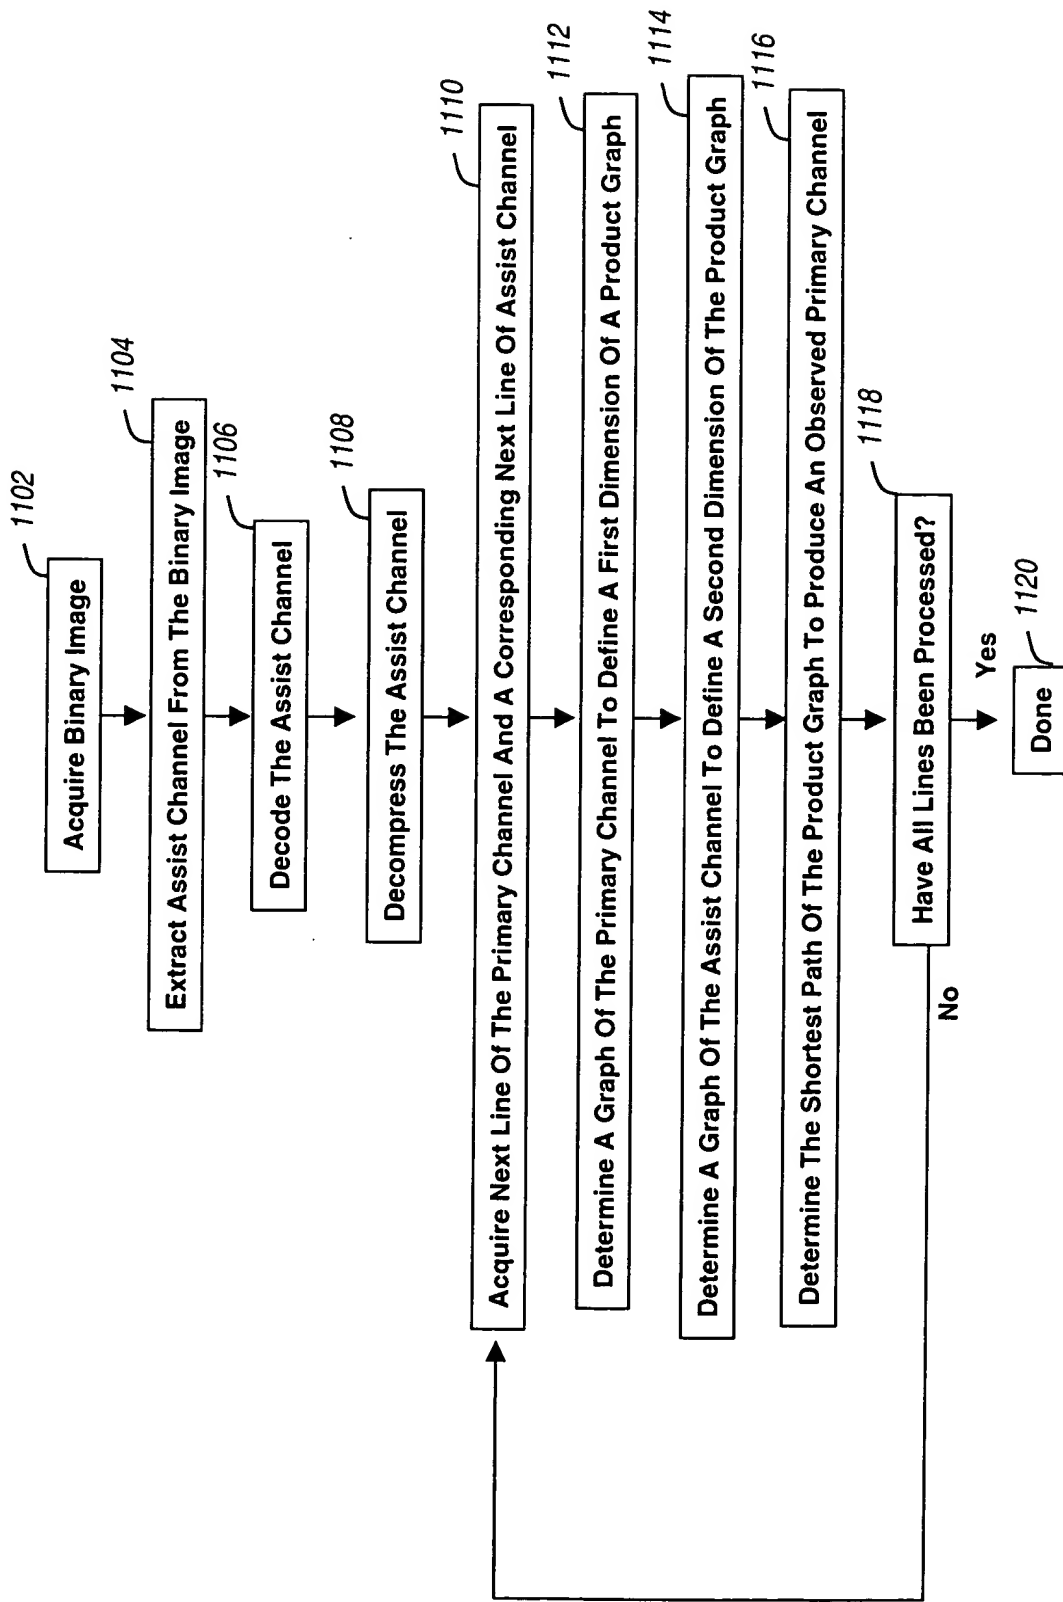 1102
Acquire Binary Image
1104
Extract Assist Channel From The Binary Image
1106
Decode The Assist Channel
1108
Decompress The Assist Channel
1110
Acquire Next Line Of The Primary Channel And A Corresponding Next Line Of Assist Channel
1112
Determine A Graph Of The Primary Channel To Define A First Dimension Of A Product Graph
1114
Determine A Graph Of The Assist Channel To Define A Second Dimension Of The Product Graph
1116
Determine The Shortest Path Of The Product Graph To Produce An Observed Primary Channel
1118
Have All Lines Been Processed?
No
Yes
1120
Done